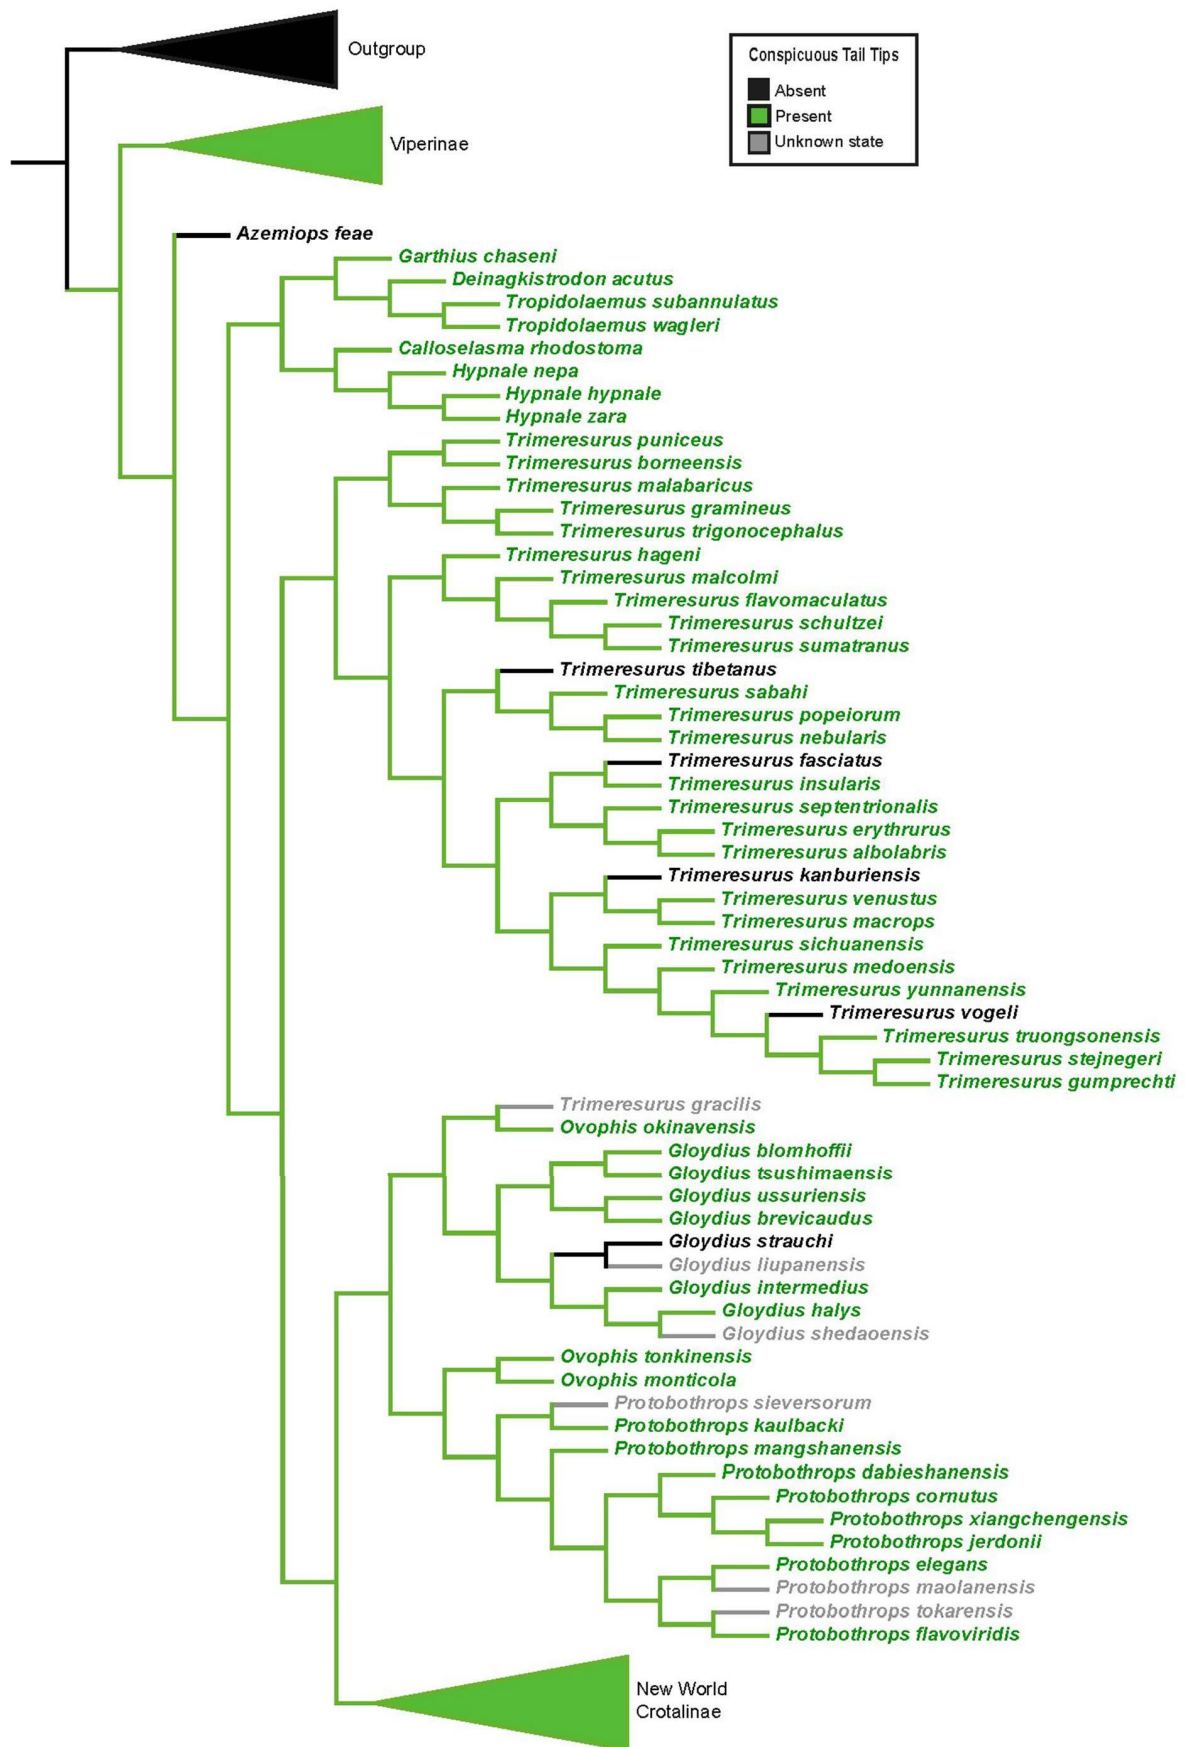 Outgroup
Conspicuous Tail Tips
Absent
Present
Unknown state
Viperinae
Azemiops feae
Garthius chaseni
Deinagkistrodon acutus
Tropidolaemus subannulatus
Tropidolaemus wagleri
Calloselasma rhodostoma
Hypnale nepa
Hypnale hypnale
Hypnale zara
Trimeresurus puniceus
Trimeresurus borneensis
Trimeresurus malabaricus
Trimeresurus gramineus
Trimeresurus trigonocephalus
Trimeresurus hageni
Trimeresurus malcolmi
Trimeresurus flavomaculatus
Trimeresurus schultzei
Trimeresurus sumatranus
Trimeresurus tibetanus
Trimeresurus sabahi
Trimeresurus popeiorum
Trimeresurus nebularis
Trimeresurus fasciatus
Trimeresurus insularis
Trimeresurus septentrionalis
Trimeresurus erythrurus
Trimeresurus albolabris
Trimeresurus kanburiensis
Trimeresurus venustus
Trimeresurus macrops
Trimeresurus sichuanensis
Trimeresurus medoensis
Trimeresurus yunnanensis
Trimeresurus vogeli
Trimeresurus truongsonensis
Trimeresurus stejnegeri
Trimeresurus gumprechti
Trimeresurus gracilis
Ovophis okinavensis
Gloydius blomhoffii
Gloydius tsushimaensis
Gloydius ussuriensis
Gloydius brevicaudus
Gloydius strauchi
Gloydius liupanensis
Gloydius intermedius
Gloydius halys
Gloydius shedaoensis
Ovophis tonkinensis
Ovophis monticola
Protobothrops sieversorum
Protobothrops kaulbacki
Protobothrops mangshanensis
Protobothrops dabieshanensis
Protobothrops cornutus
Protobothrops xiangchengensis
Protobothrops jerdonii
Protobothrops elegans
Protobothrops maolanensis
Protobothrops tokarensis
Protobothrops flavoviridis
New World
Crotalinae